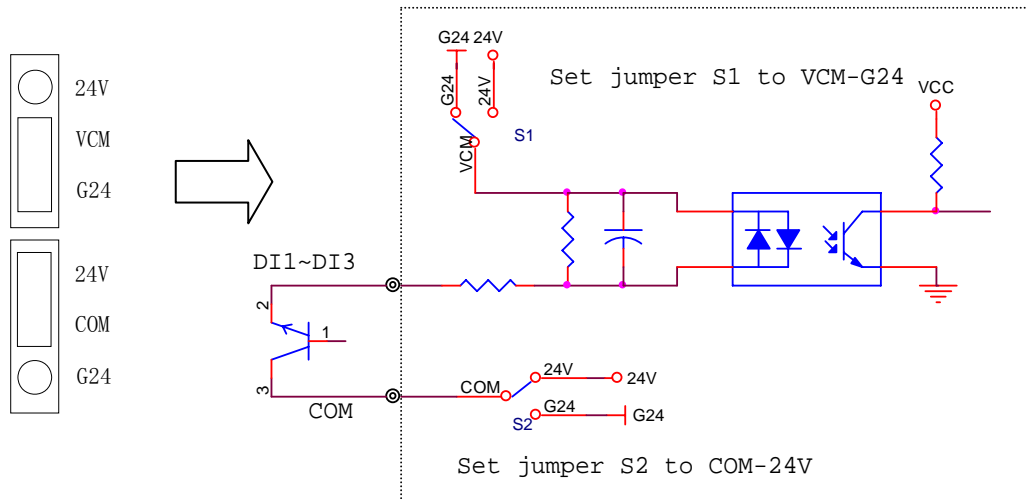 24V
VCM
G24
24V
COM
G24
G24 24V
G24
24V
VCM
S1
Set jumper S1 to VCM-G24
VCC
DI1~DI3
2
1
3
COM
COM
24V
24V
G24
G24
S2
Set jumper S2 to COM-24V